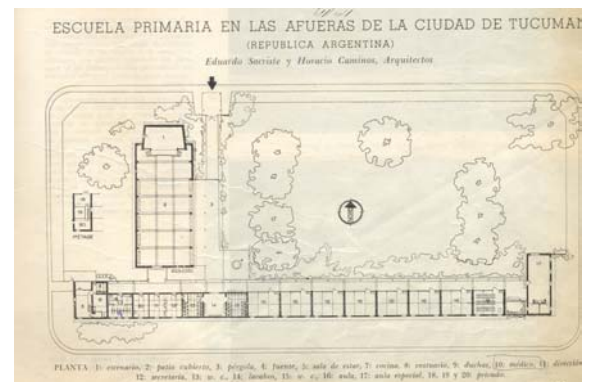 ESCUELA PRIMARIA EN LAS AFUERAS DE LA CIUDAD DE TUCUMAN
(REPUBLICA ARGENTINA)
Eduardo Sacriste y Horacio Caminos, Arquitectos
PLANTA 1: escenario, 2: patio cubierto, 3: pérgola, 4: fuente, 5: sala de estar, 7: cocina, 8: vestuario, 9: duchas, 10: médico, 11: dirección
12: secretaría, 13: w. c., 14: lavabos, 15: w. c., 16: aula, 17: aula especial, 18, 19 y 20: